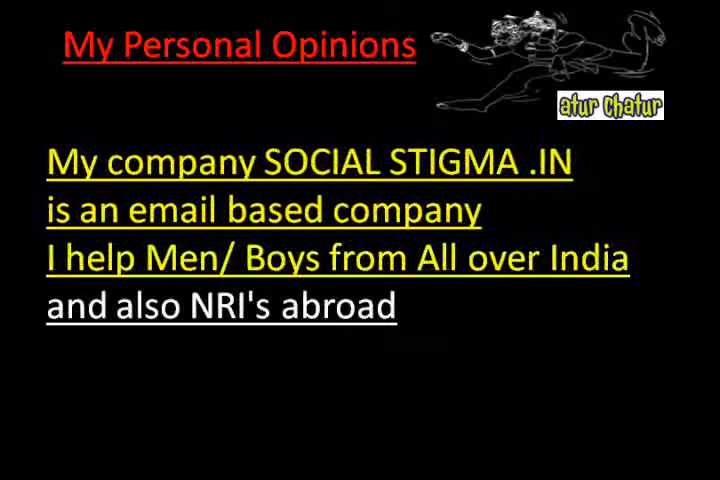 My Personal Opinions
atur chatur
My company SOCIAL STIGMA .IN
is an email based company
I help Men/ Boys from All over India
and also NRI's abroad